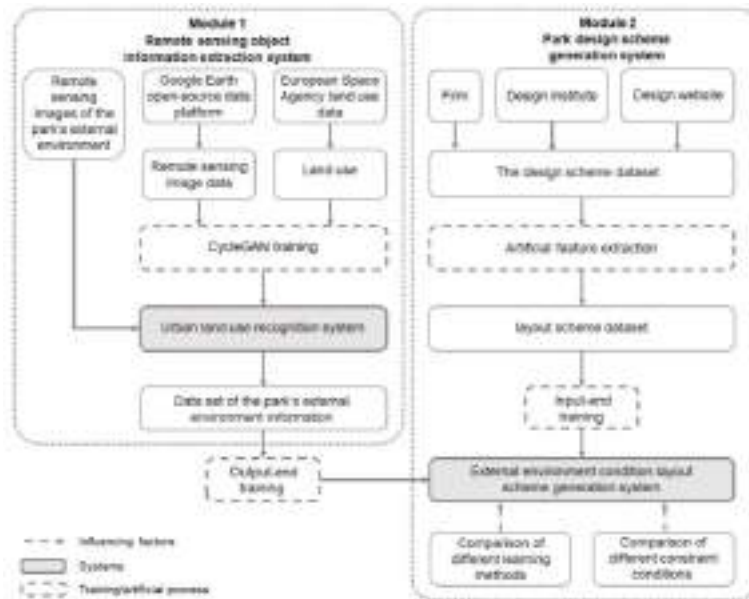 Module 1
Remote sensing object
information extraction system
Remote
sensing
images of the
park's external
environment
Google Earth
open-source data
platform
European Space
Agency land use
data
Remote sensing
image data
Land use
CycleGAN training
Urban land use recognition system
Data set of the park's external
environment information
Output-end
training
Module 2
Park design scheme
generation system
Firm
Design institute
Design website
The design scheme dataset
Artificial feature extraction
layout scheme dataset
Input-end
training
External environment condition layout
scheme generation system
Comparison of
different learning
methods
Comparison of
different constraint
conditions
Influencing factors
Systems
Training/artificial process